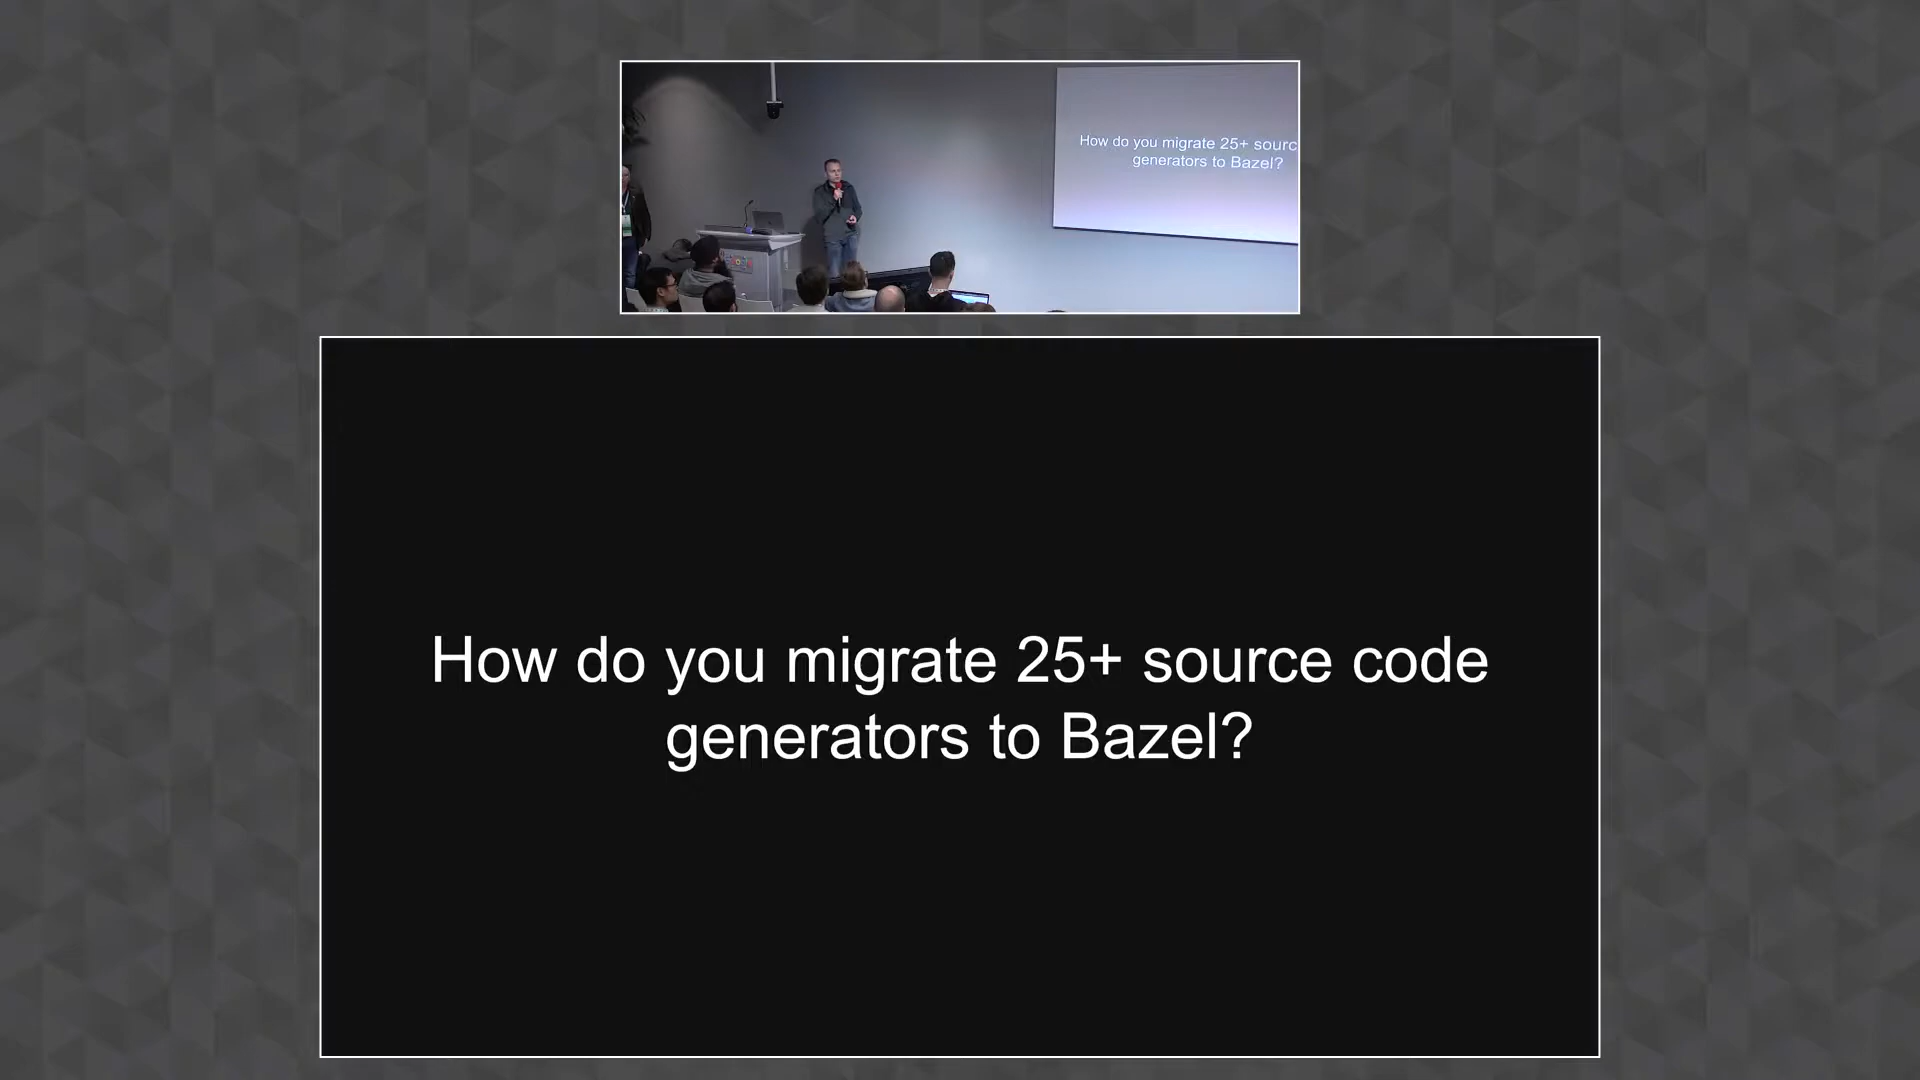 How do you migrate 25+ sourc
generators to Bazel?
How do you migrate 25+ source code
generators to Bazel?